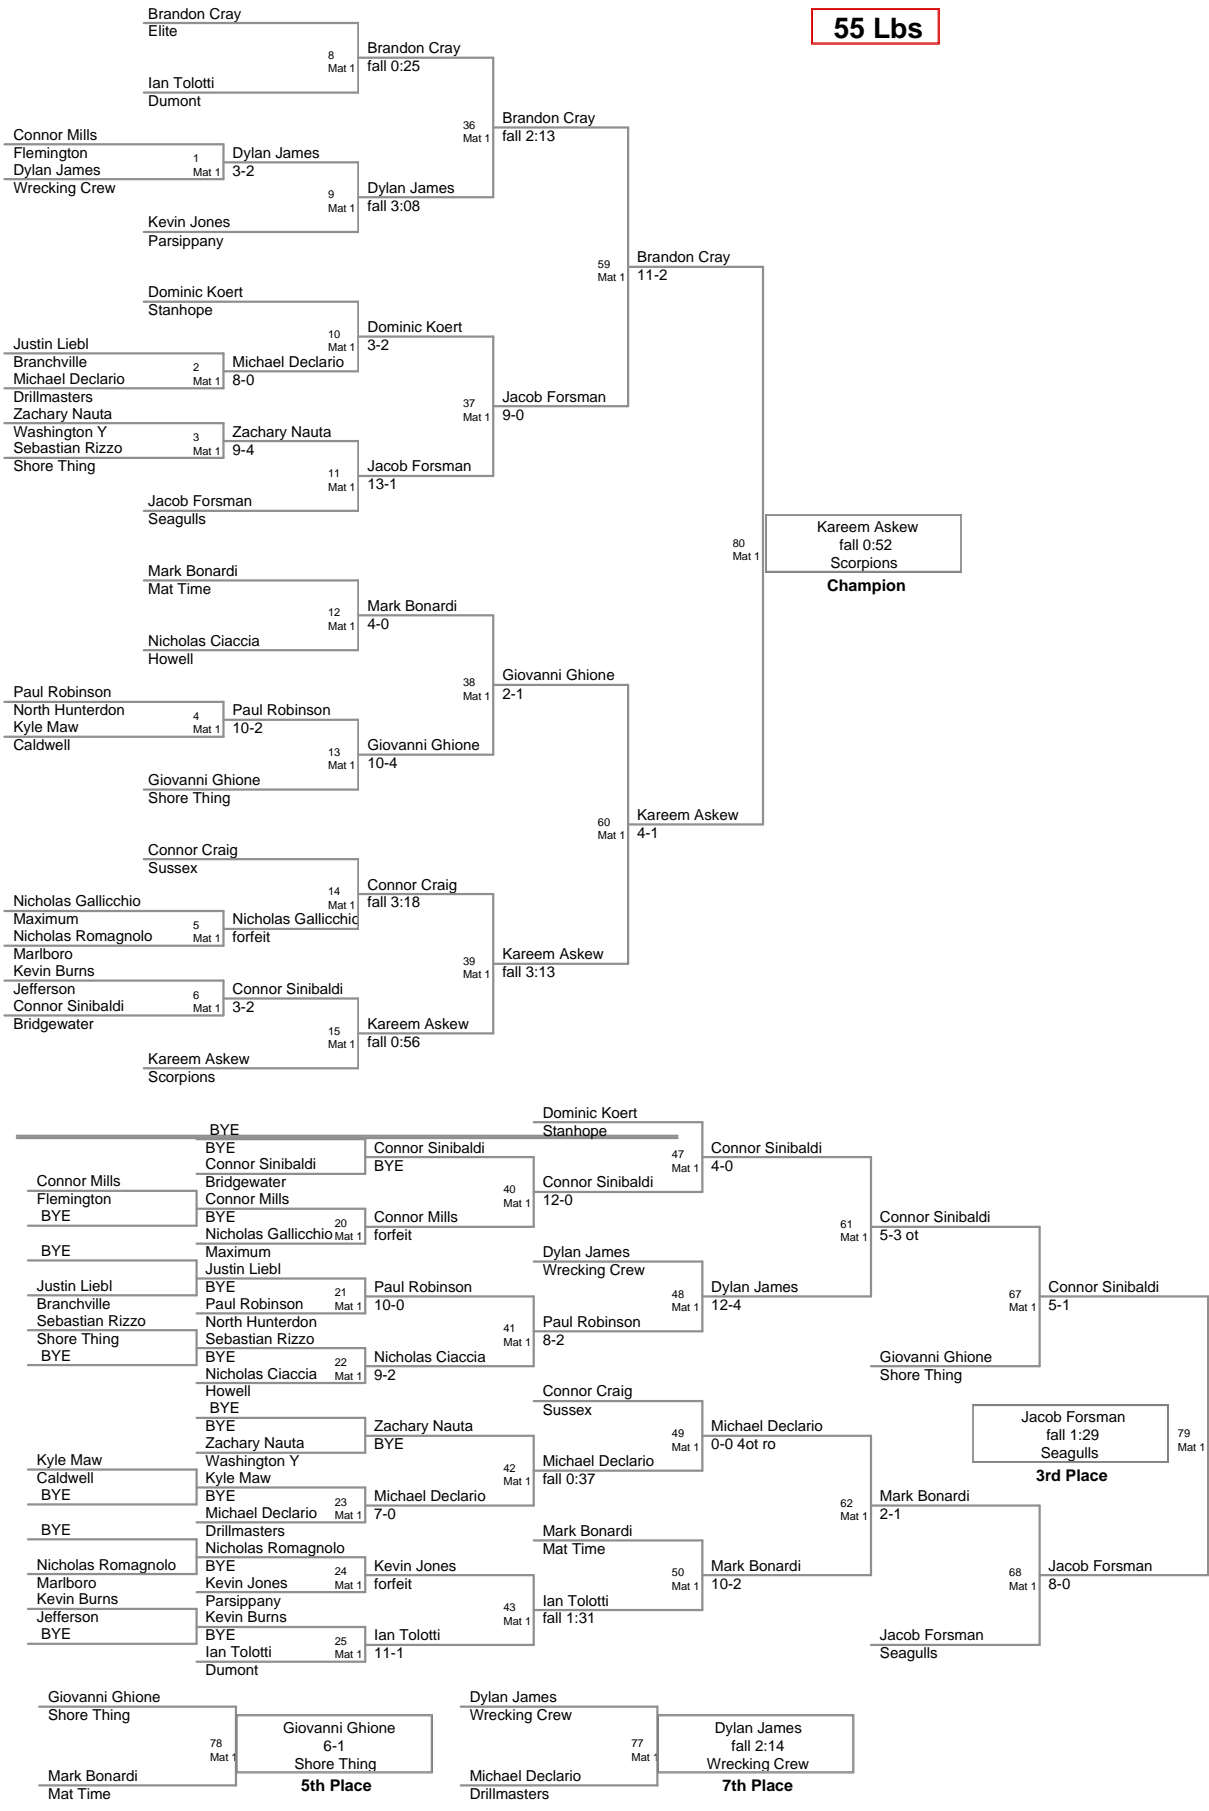 55 Lbs
Brandon Cray
Elite
8
Mat 1
Brandon Cray
fall 0:25
Ian Tolotti
Dumont
36
Mat 1
Brandon Cray
fall 2:13
Connor Mills
Flemington
1
Mat 1
Dylan James
3-2
Dylan James
Wrecking Crew
9
Mat 1
Dylan James
fall 3:08
Kevin Jones
Parsippany
59
Mat 1
Brandon Cray
11-2
Dominic Koert
Stanhope
10
Mat 1
Dominic Koert
3-2
Justin Liebl
Branchville
2
Mat 1
Michael Declario
8-0
Michael Declario
Drillmasters
37
Mat 1
Jacob Forsman
9-0
Zachary Nauta
Washington Y
3
Mat 1
Zachary Nauta
9-4
Sebastian Rizzo
Shore Thing
11
Mat 1
Jacob Forsman
13-1
Jacob Forsman
Seagulls
80
Mat 1
Kareem Askew
fall 0:52
Scorpions
Champion
Mark Bonardi
Mat Time
12
Mat 1
Mark Bonardi
4-0
Nicholas Ciaccia
Howell
38
Mat 1
Giovanni Ghione
2-1
Paul Robinson
North Hunterdon
4
Mat 1
Paul Robinson
10-2
Kyle Maw
Caldwell
13
Mat 1
Giovanni Ghione
10-4
Giovanni Ghione
Shore Thing
60
Mat 1
Kareem Askew
4-1
Connor Craig
Sussex
14
Mat 1
Connor Craig
fall 3:18
Nicholas Gallicchio
Maximum
5
Mat 1
Nicholas Gallicchio
forfeit
Nicholas Romagnolo
Marlboro
39
Mat 1
Kareem Askew
fall 3:13
Kevin Burns
Jefferson
6
Mat 1
Connor Sinibaldi
3-2
Connor Sinibaldi
Bridgewater
15
Mat 1
Kareem Askew
fall 0:56
Kareem Askew
Scorpions
Dominic Koert
Stanhope
BYE
BYE
Connor Sinibaldi
Bridgewater
Connor Sinibaldi
BYE
47
Mat 1
Connor Sinibaldi
4-0
40
Mat 1
Connor Sinibaldi
12-0
Connor Mills
Flemington
BYE
Connor Mills
BYE
20
Mat 1
Nicholas Gallicchio
Maximum
Connor Mills
forfeit
61
Mat 1
Connor Sinibaldi
5-3 ot
BYE
Justin Liebl
Branchville
Justin Liebl
BYE
21
Mat 1
Paul Robinson
North Hunterdon
Paul Robinson
10-0
Dylan James
Wrecking Crew
48
Mat 1
Dylan James
12-4
41
Mat 1
Paul Robinson
8-2
Sebastian Rizzo
Shore Thing
BYE
Sebastian Rizzo
BYE
22
Mat 1
Nicholas Ciaccia
Howell
Nicholas Ciaccia
9-2
67
Mat 1
Connor Sinibaldi
5-1
Giovanni Ghione
Shore Thing
BYE
BYE
Zachary Nauta
Washington Y
Zachary Nauta
BYE
Connor Craig
Sussex
49
Mat 1
Michael Declario
0-0 4ot ro
42
Mat 1
Michael Declario
fall 0:37
Jacob Forsman
fall 1:29
Seagulls
3rd Place
79
Mat 1
Kyle Maw
Caldwell
BYE
Kyle Maw
BYE
23
Mat 1
Michael Declario
Drillmasters
Michael Declario
7-0
62
Mat 1
Mark Bonardi
2-1
BYE
Nicholas Romagnolo
Marlboro
Nicholas Romagnolo
BYE
24
Mat 1
Kevin Jones
Parsippany
Kevin Jones
forfeit
Mark Bonardi
Mat Time
50
Mat 1
Mark Bonardi
10-2
43
Mat 1
Ian Tolotti
fall 1:31
Kevin Burns
Jefferson
BYE
Kevin Burns
BYE
25
Mat 1
Ian Tolotti
Dumont
Ian Tolotti
11-1
68
Mat 1
Jacob Forsman
8-0
Jacob Forsman
Seagulls
Giovanni Ghione
Shore Thing
78
Mat 1
Giovanni Ghione
6-1
Shore Thing
5th Place
Mark Bonardi
Mat Time
Dylan James
Wrecking Crew
77
Mat 1
Dylan James
fall 2:14
Wrecking Crew
7th Place
Michael Declario
Drillmasters